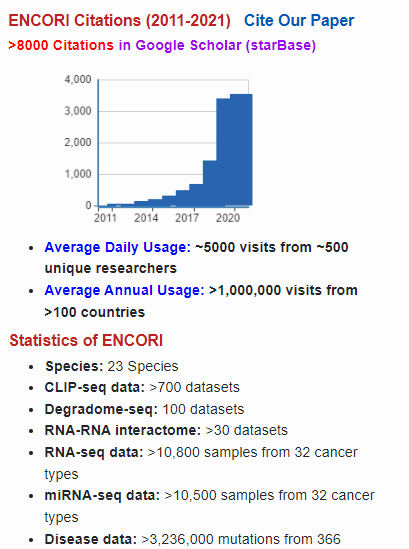 ENCORI Citations (2011-2021) Cite Our Paper
>8000 Citations in Google Scholar (starBase)
4,000
3,000
2,000
1,000
0
2011 2014 2017 2020
• Average Daily Usage: ~5000 visits from ~500
unique researchers
• Average Annual Usage: >1,000,000 visits from
>100 countries
Statistics of ENCORI
• Species: 23 Species
• CLIP-seq data: >700 datasets
• Degradome-seq: 100 datasets
• RNA-RNA interactome: >30 datasets
• RNA-seq data: >10,800 samples from 32 cancer
types
• miRNA-seq data: >10,500 samples from 32 cancer
types
• Disease data: >3,236,000 mutations from 366